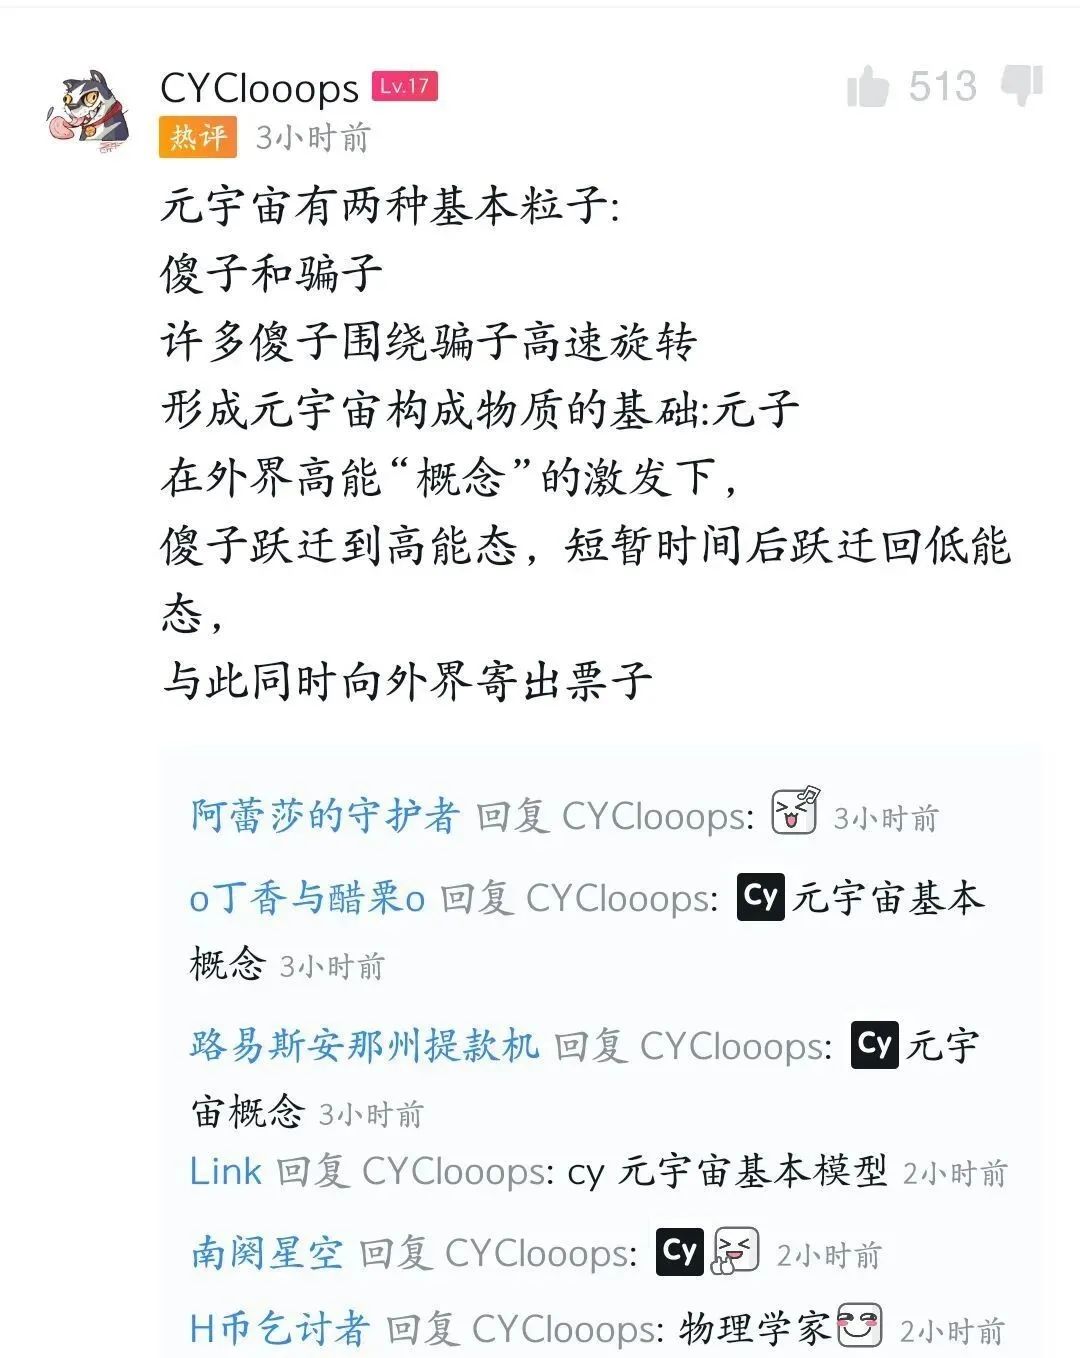 CYClooops Lv.17 513
热评 3小时前
元宇宙有两种基本粒子:
傻子和骗子
许多傻子围绕骗子高速旋转
形成元宇宙构成物质的基础:元子
在外界高能“概念”的激发下，
傻子跃迁到高能态，短暂时间后跃迁回低能
态，
与此同时向外界寄出票子
阿蕾莎的守护者 回复 CYClooops: 3小时前
o丁香与醋栗o 回复 CYClooops: Cy元宇宙基本
概念 3小时前
路易斯安那州提款机 回复 CYClooops: Cy元宇
宙概念 3小时前
Link 回复 CYClooops: cy 元宇宙基本模型 2小时前
南阕星空 回复 CYClooops: Cy 2小时前
H币乞讨者 回复 CYClooops: 物理学家 2小时前